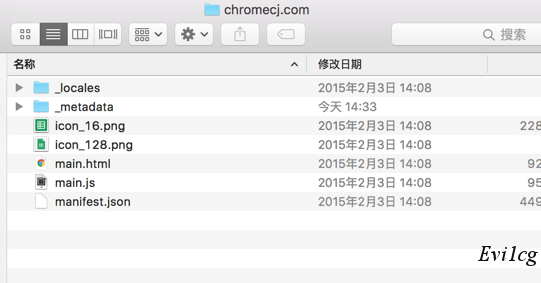 chromecj.com
搜索
名称 修改日期
_locales 2015年2月3日 14:08
_metadata 今天 14:33
icon_16.png 2015年2月3日 14:08 228
icon_128.png 2015年2月3日 14:08
main.html 2015年2月3日 14:08 92
main.js 2015年2月3日 14:08 95
manifest.json 2015年2月3日 14:08 449
Evi1cg